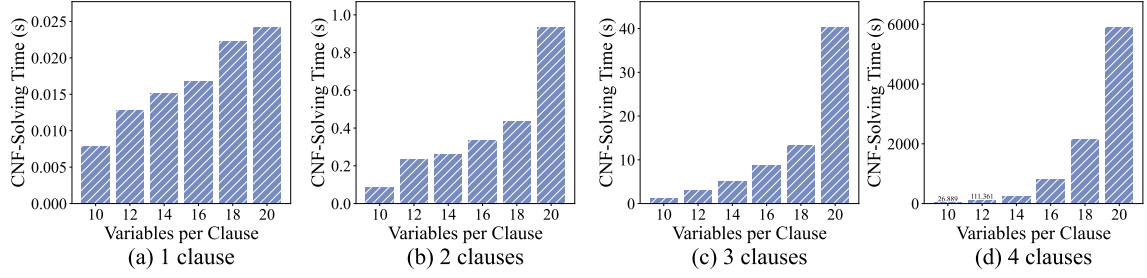 CNF-Solving Time (s)
0.025
0.020
0.015
0.010
0.005
0.000
10 12 14 16 18 20
Variables per Clause
(a) 1 clause
CNF-Solving Time (s)
1.0
0.8
0.6
0.4
0.2
0.0
10 12 14 16 18 20
Variables per Clause
(b) 2 clauses
CNF-Solving Time (s)
40
30
20
10
0
10 12 14 16 18 20
Variables per Clause
(c) 3 clauses
CNF-Solving Time (s)
6000
4000
2000
0
26.889 111.361
10 12 14 16 18 20
Variables per Clause
(d) 4 clauses